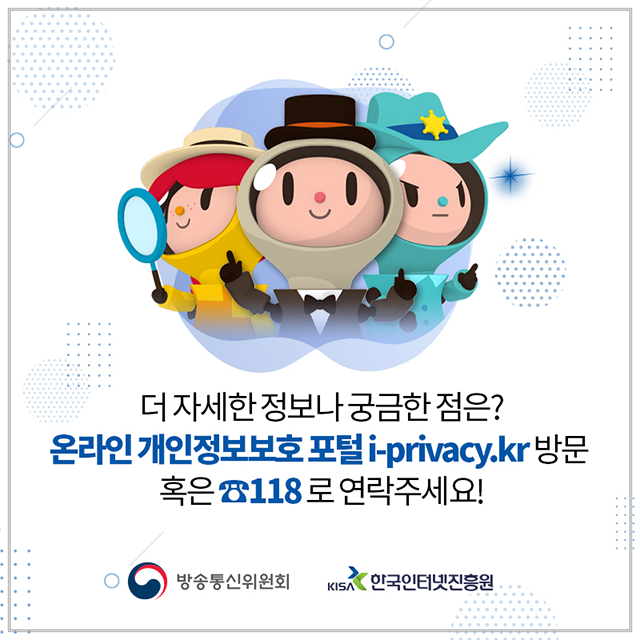 더 자세한 정보나 궁금한 점은?
온라인 개인정보보호 포털 i-privacy.kr 방문
혹은 ☎118 로 연락주세요!
방송통신위원회
KISA 한국인터넷진흥원